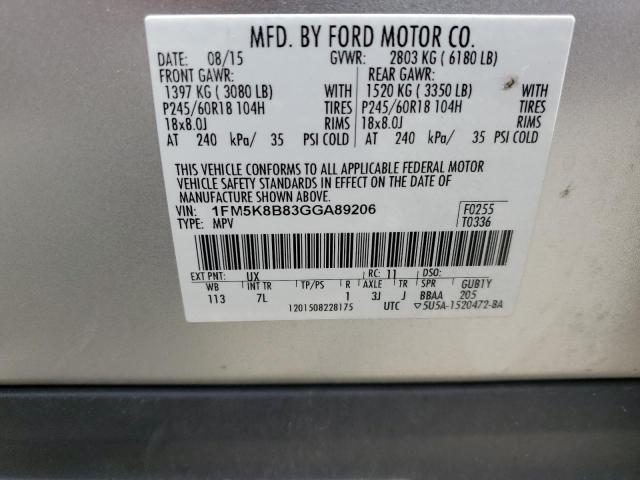 MFD. BY FORD MOTOR CO.
DATE: 08/15 GVWR: 2803 KG ( 6180 LB)
FRONT GAWR: REAR GAWR:
1397 KG ( 3080 LB) WITH 1520 KG ( 3350 LB) WITH
P245/60R18 104H TIRES P245/60R18 104H TIRES
18x8.0J RIMS 18x8.0J RIMS
AT 240 kPa/ 35 PSI COLD AT 240 kPa/ 35 PSI COLD
THIS VEHICLE CONFORMS TO ALL APPLICABLE FEDERAL MOTOR
VEHICLE SAFETY STANDARDS IN EFFECT ON THE DATE OF
MANUFACTURE SHOWN ABOVE.
VIN: 1FM5K8B83GGA89206 F0255
TYPE: MPV T0336
EXT PNT: UX RC: 11 DSO:
WB INT TR TP/PS R AXLE TR SPR GUB1Y
113 7L 1 3J J BBAA 205
1201508228175 UTC ▽5U5A-1520472-BA